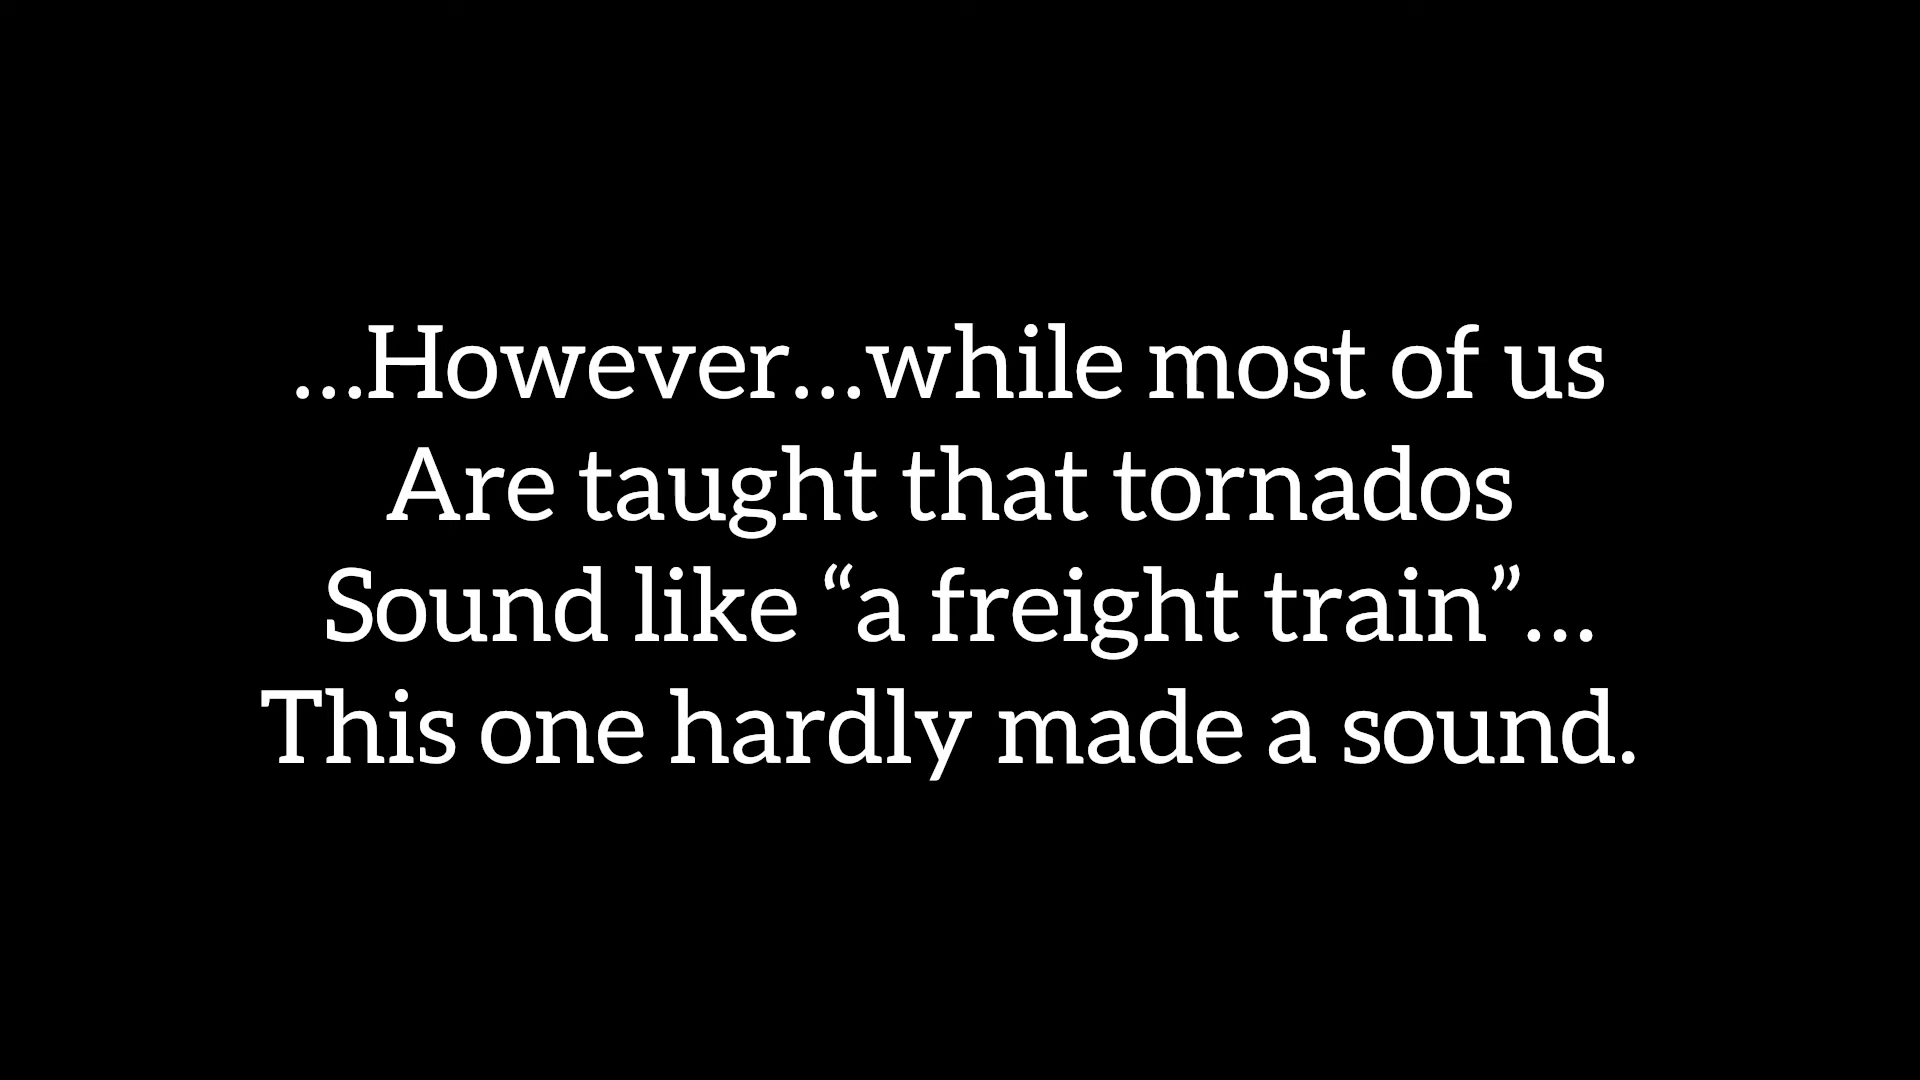 ...However...while most of us
Are taught that tornados
Sound like “a freight train”...
This one hardly made a sound.